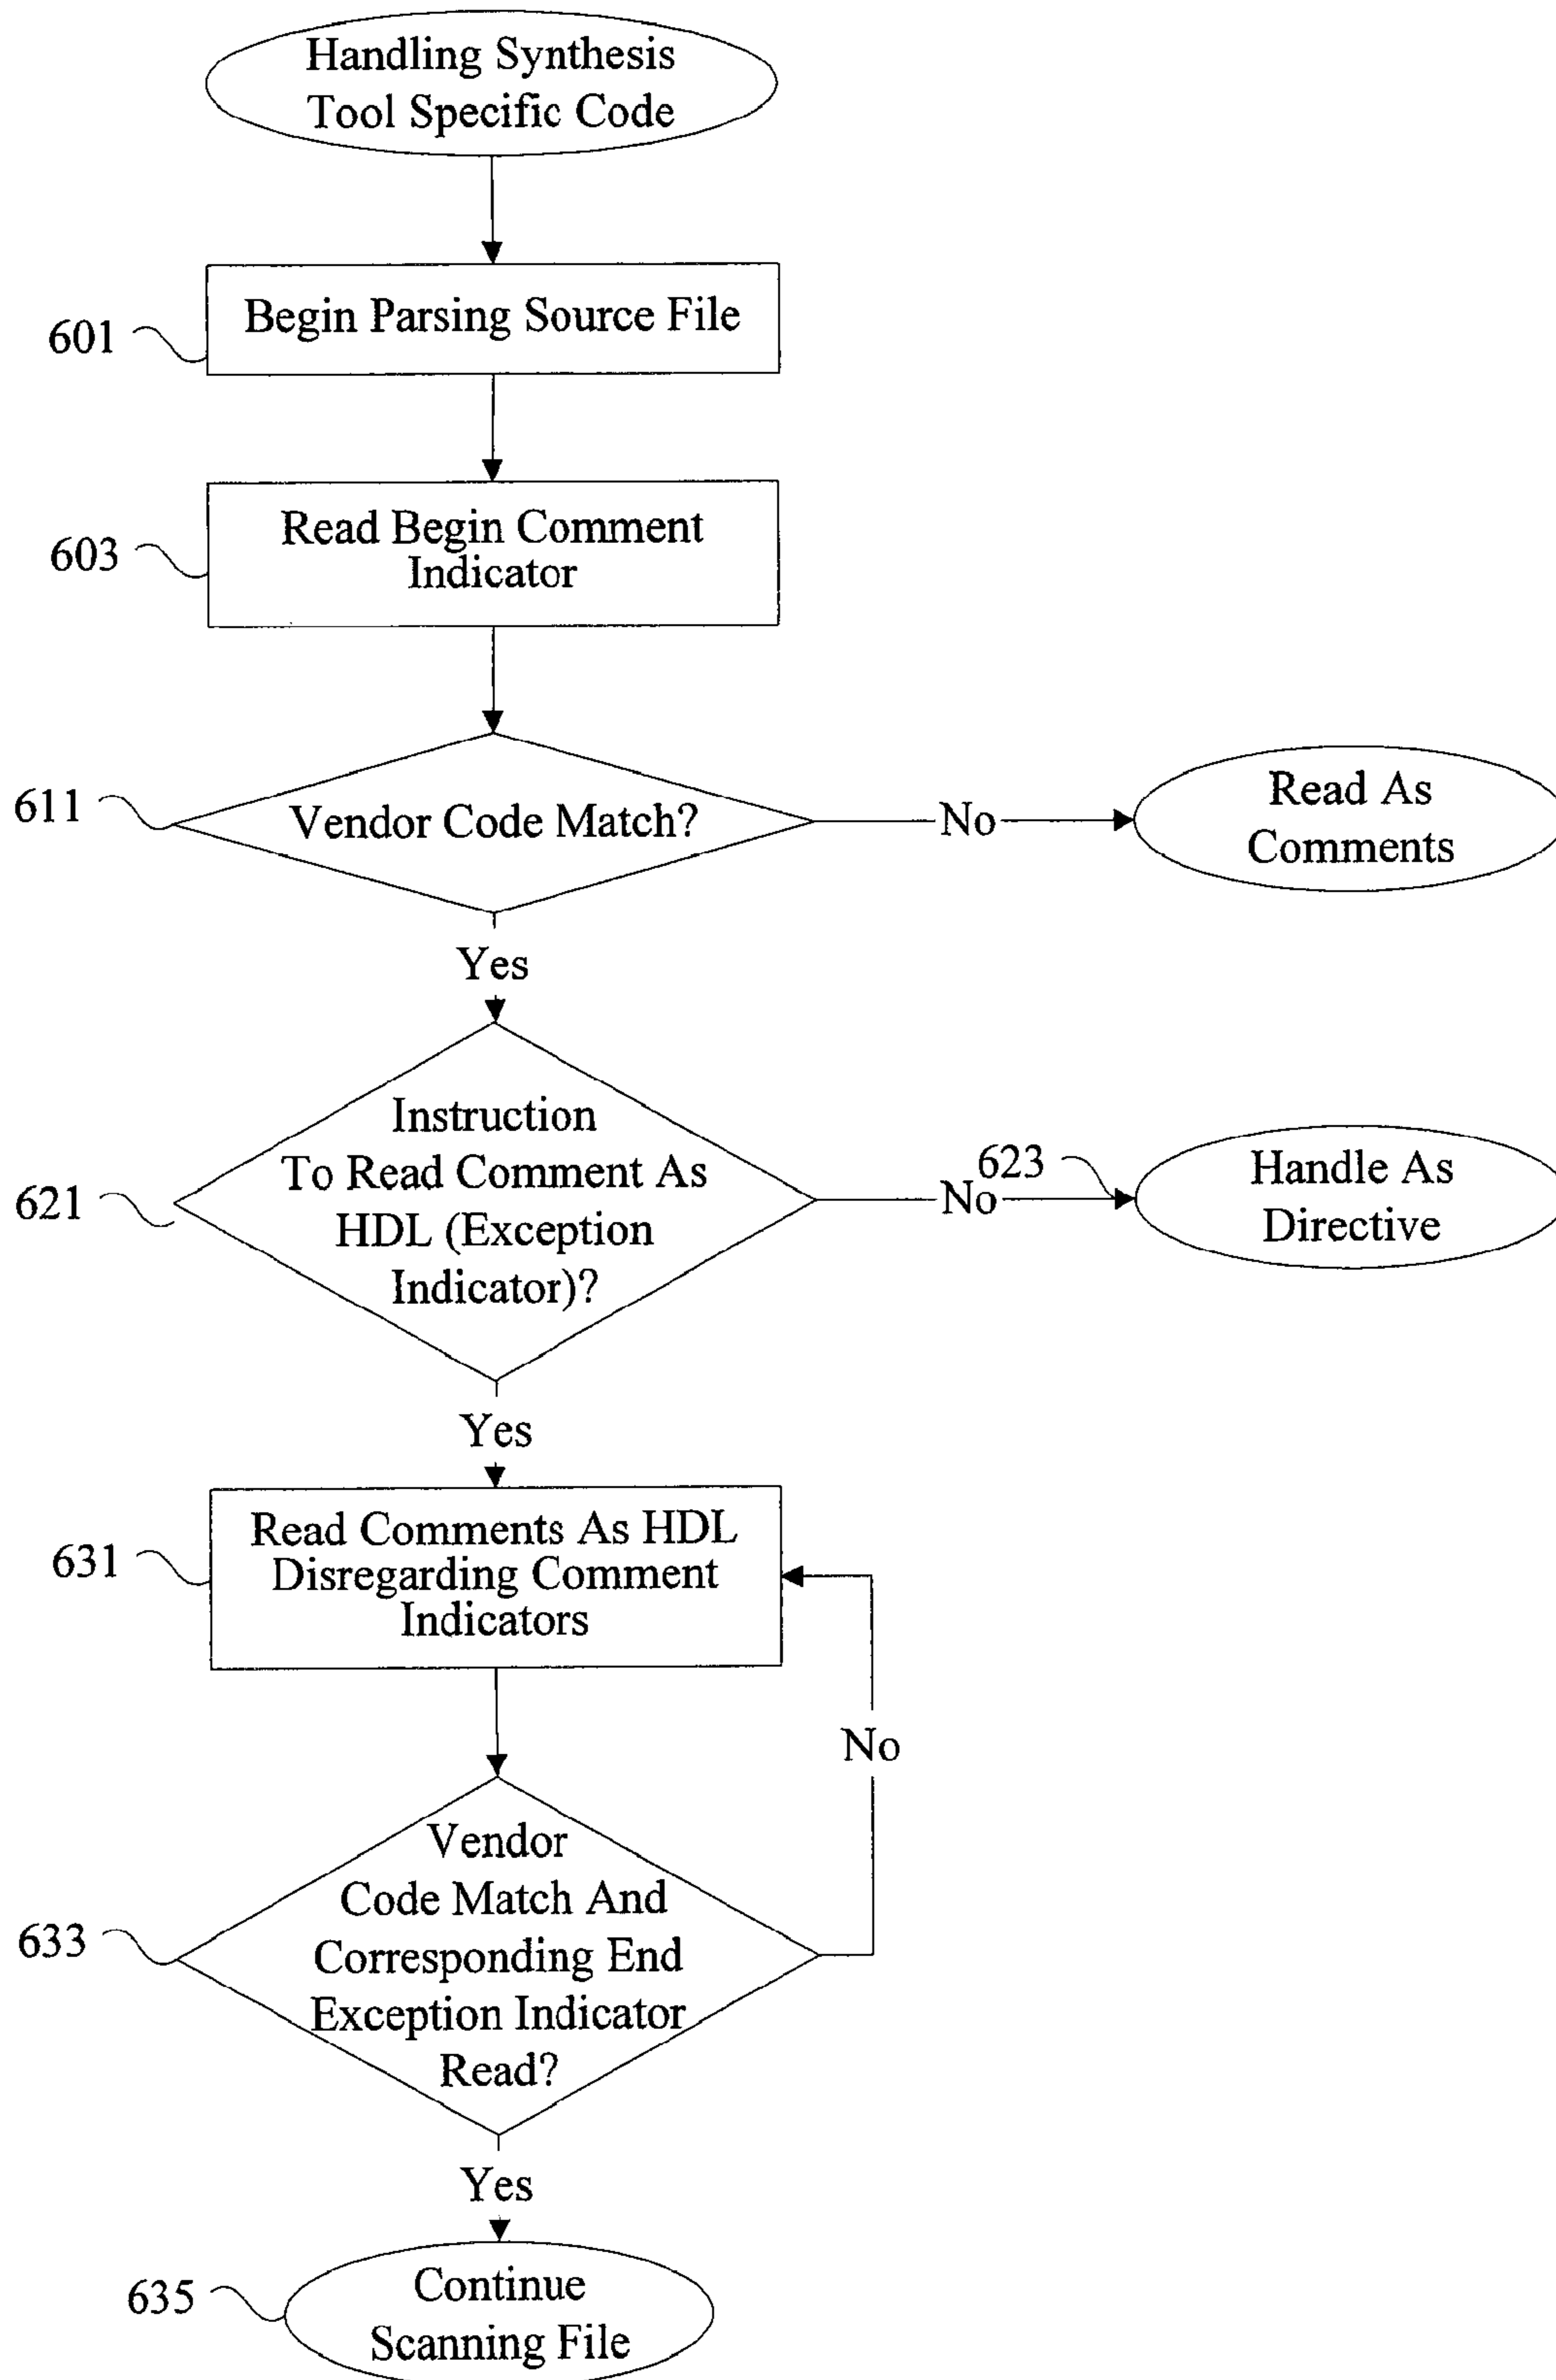 Handling Synthesis
Tool Specific Code
601
Begin Parsing Source File
603
Read Begin Comment
Indicator
611
Vendor Code Match?
No
Read As
Comments
Yes
621
Instruction
To Read Comment As
HDL (Exception
Indicator)?
No
623
Handle As
Directive
Yes
631
Read Comments As HDL
Disregarding Comment
Indicators
No
633
Vendor
Code Match And
Corresponding End
Exception Indicator
Read?
Yes
635
Continue
Scanning File